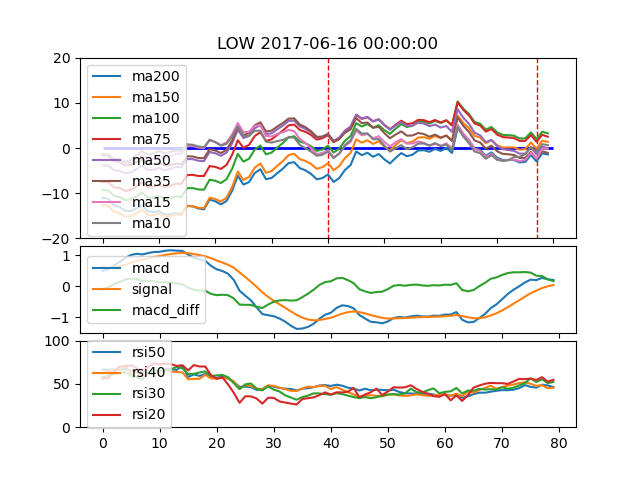 LOW 2017-06-16 00:00:00
20
10
0
−10
−20
ma200
ma150
ma100
ma75
ma50
ma35
ma15
ma10
1
0
−1
macd
signal
macd_diff
100
50
0
rsi50
rsi40
rsi30
rsi20
0 10 20 30 40 50 60 70 80